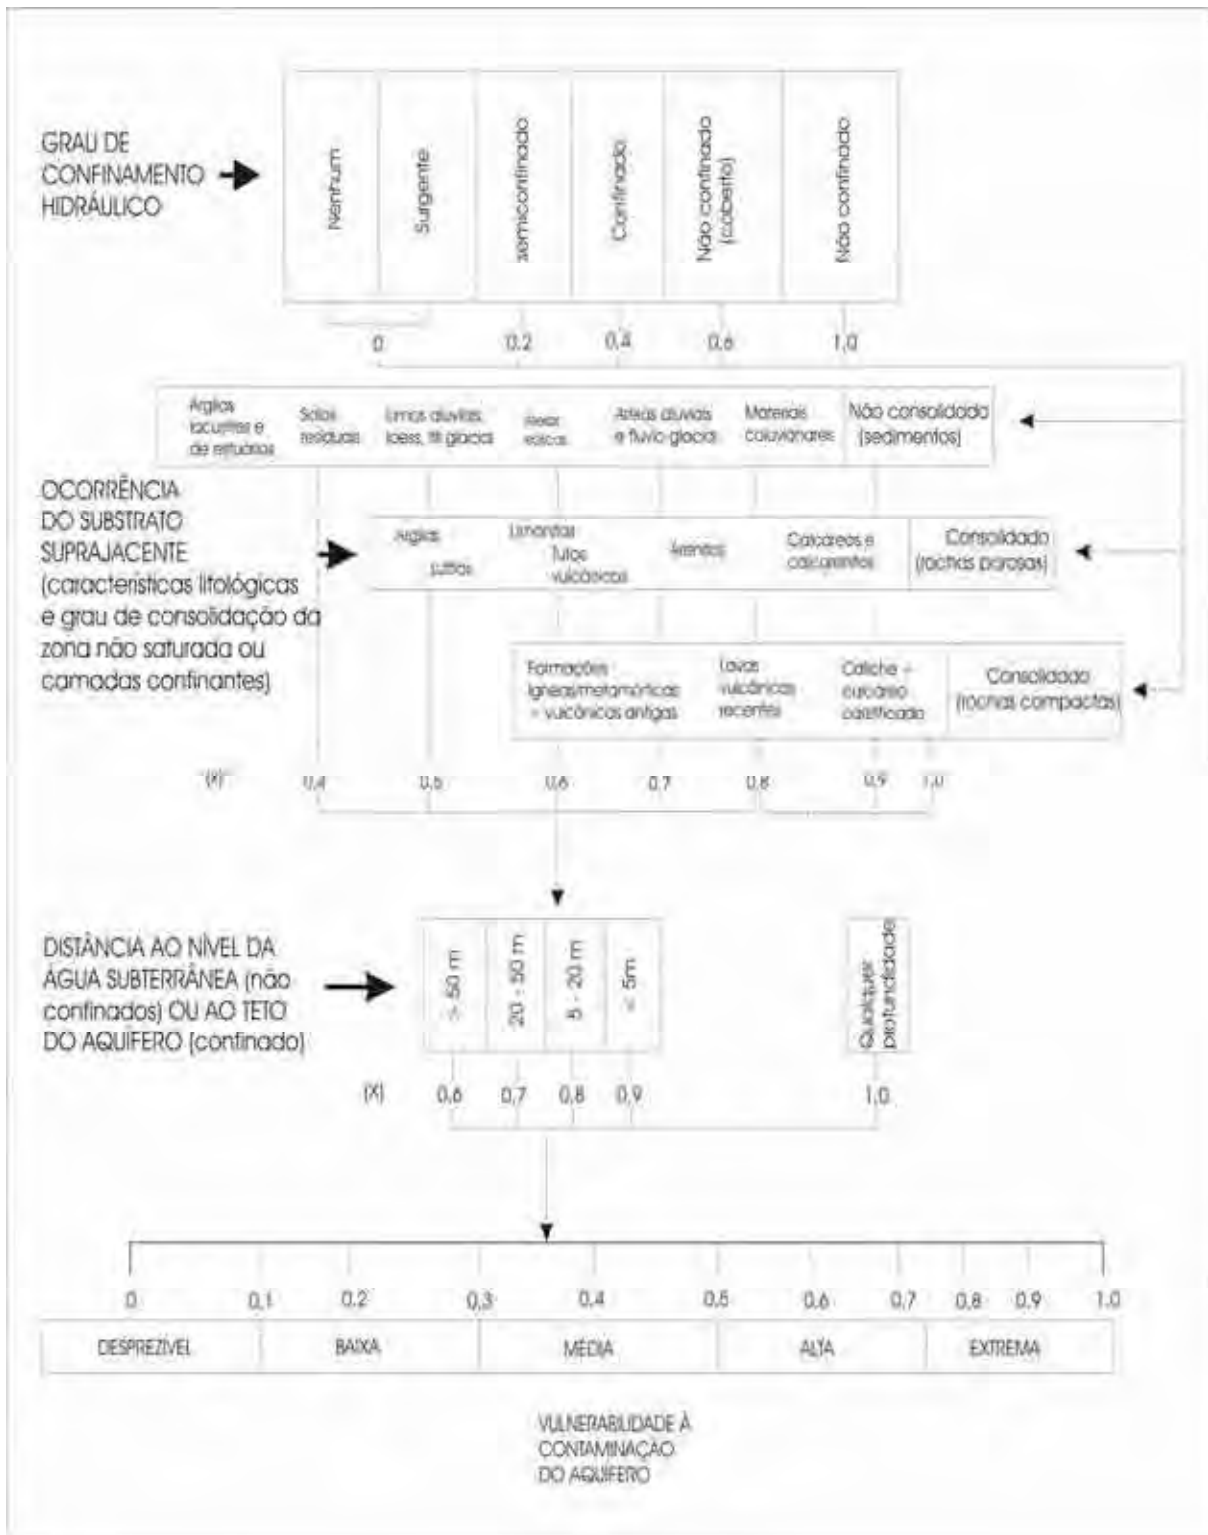 GRAU DE
CONFINAMENTO
HIDRÁULICO
Nenhum
Surgente
semiconfinado
Confinado
Não confinado
(coberto)
Não confinado
0
0,2
0,4
0,6
1,0
Argilas
lacustres e
de estuários
Solos
residuais
Limos aluviais,
loess, till glacial
Areias
eólicas
Areias aluviais
e fluvio-glaciais
Materiais
coluvionares
Não consolidado
(sedimentos)
OCORRÊNCIA
DO SUBSTRATO
SUPRAJACENTE
(características litológicas
e grau de consolidação da
zona não saturada ou
camadas confinantes)
Argilas
Limonitas
Tufos
vulcânicos
Arenitos
Calcáreos e
calcarenitos
Consolidado
(rochas porosas)
Formações
ígneas/metamórficas
+ vulcânicas antigas
Lavas
vulcânicas
recentes
Caliche +
calcário
carstificado
Consolidado
(rochas compactas)
(X)
0,4
0,5
0,6
0,7
0,8
0,9
1,0
DISTÂNCIA AO NÍVEL DA
ÁGUA SUBTERRÂNEA (não
confinados) OU AO TETO
DO AQUÍFERO (confinado)
> 50 m
20 - 50 m
5 - 20 m
< 5m
Qualquer
profundidade
(X)
0,6
0,7
0,8
0,9
1,0
0
0,1
0,2
0,3
0,4
0,5
0,6
0,7
0,8
0,9
1,0
DESPREZÍVEL
BAIXA
MÉDIA
ALTA
EXTREMA
VULNERABILIDADE À
CONTAMINAÇÃO
DO AQUÍFERO